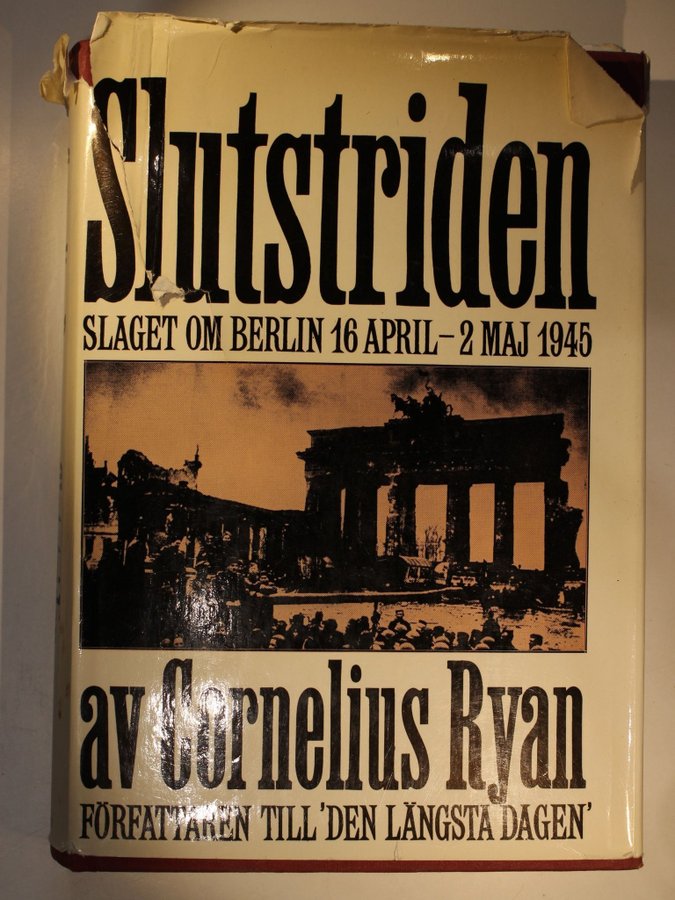 Slutstriden
SLAGET OM BERLIN 16 APRIL – 2 MAJ 1945
av Cornelius Ryan
FÖRFATTAREN TILL 'DEN LÄNGSTA DAGEN'